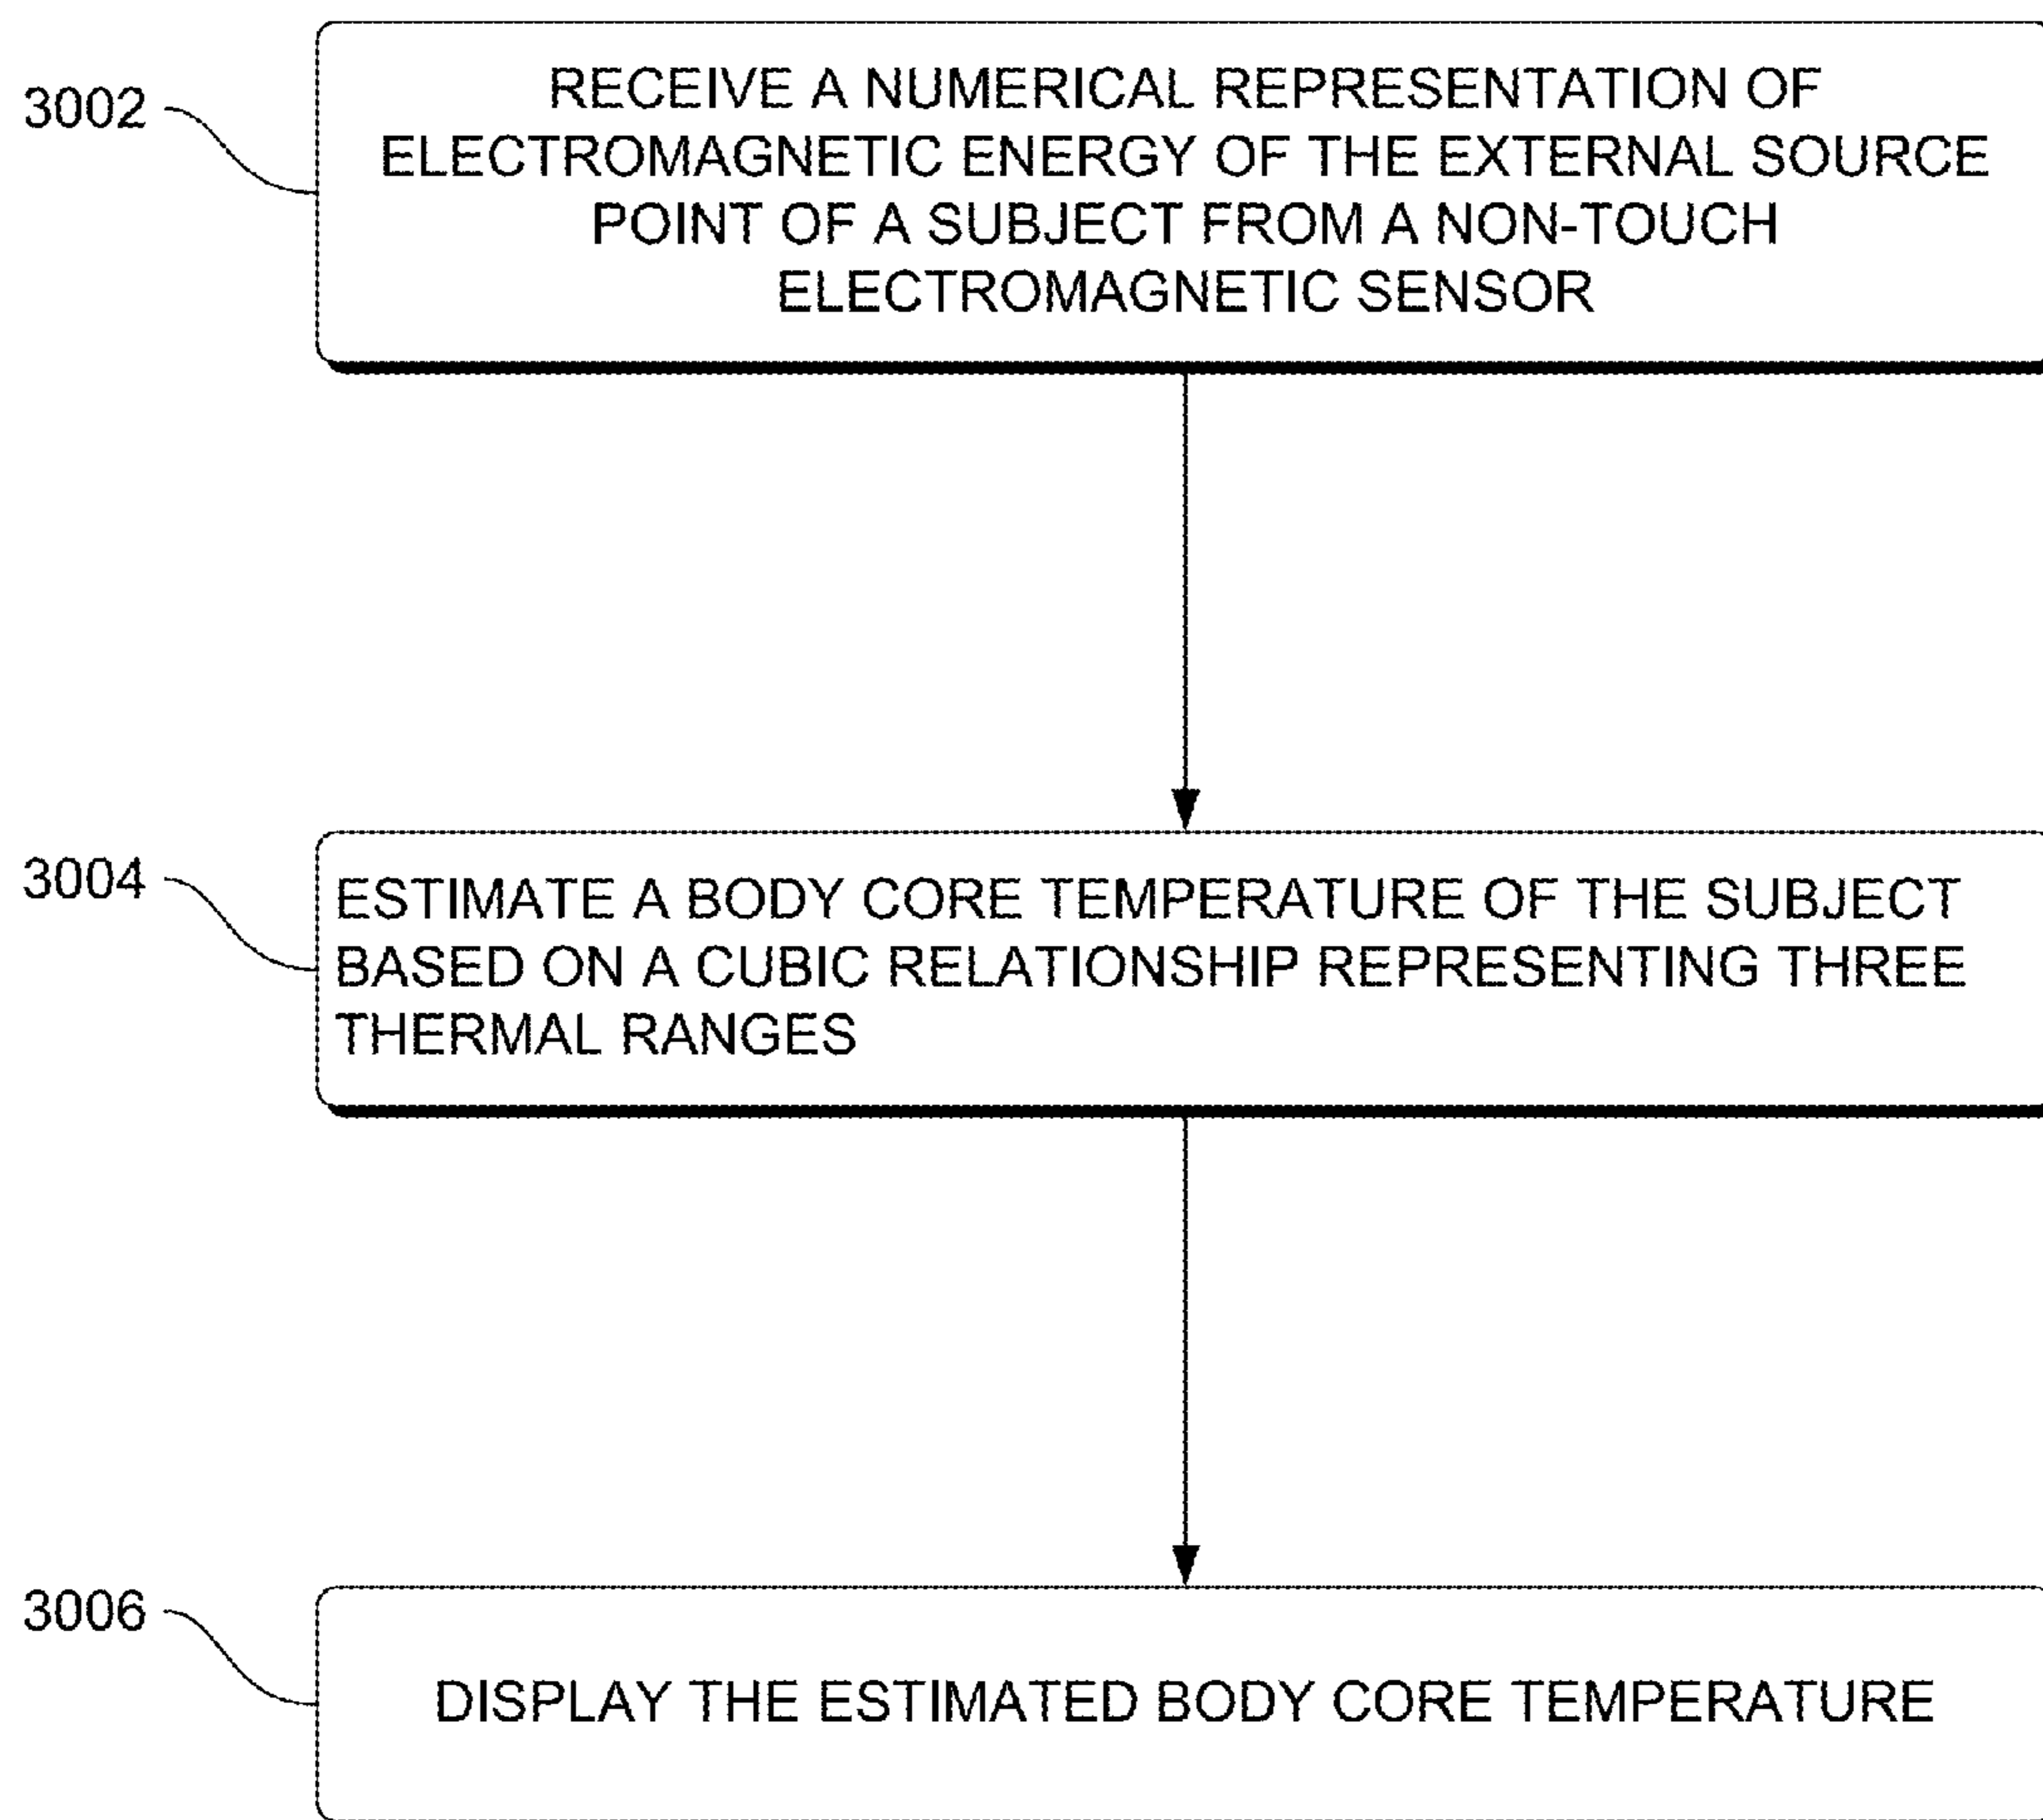 3002
RECEIVE A NUMERICAL REPRESENTATION OF
ELECTROMAGNETIC ENERGY OF THE EXTERNAL SOURCE
POINT OF A SUBJECT FROM A NON-TOUCH
ELECTROMAGNETIC SENSOR
3004
ESTIMATE A BODY CORE TEMPERATURE OF THE SUBJECT
BASED ON A CUBIC RELATIONSHIP REPRESENTING THREE
THERMAL RANGES
3006
DISPLAY THE ESTIMATED BODY CORE TEMPERATURE